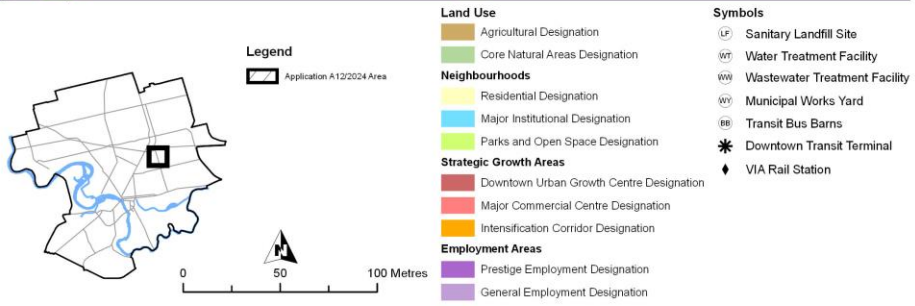 Legend
Application A12/2024 Area
N
0 50 100 Metres
Land Use
Agricultural Designation
Core Natural Areas Designation
Neighbourhoods
Residential Designation
Major Institutional Designation
Parks and Open Space Designation
Strategic Growth Areas
Downtown Urban Growth Centre Designation
Major Commercial Centre Designation
Intensification Corridor Designation
Employment Areas
Prestige Employment Designation
General Employment Designation
Symbols
LF Sanitary Landfill Site
WT Water Treatment Facility
WW Wastewater Treatment Facility
WY Municipal Works Yard
BB Transit Bus Barns
Downtown Transit Terminal
VIA Rail Station